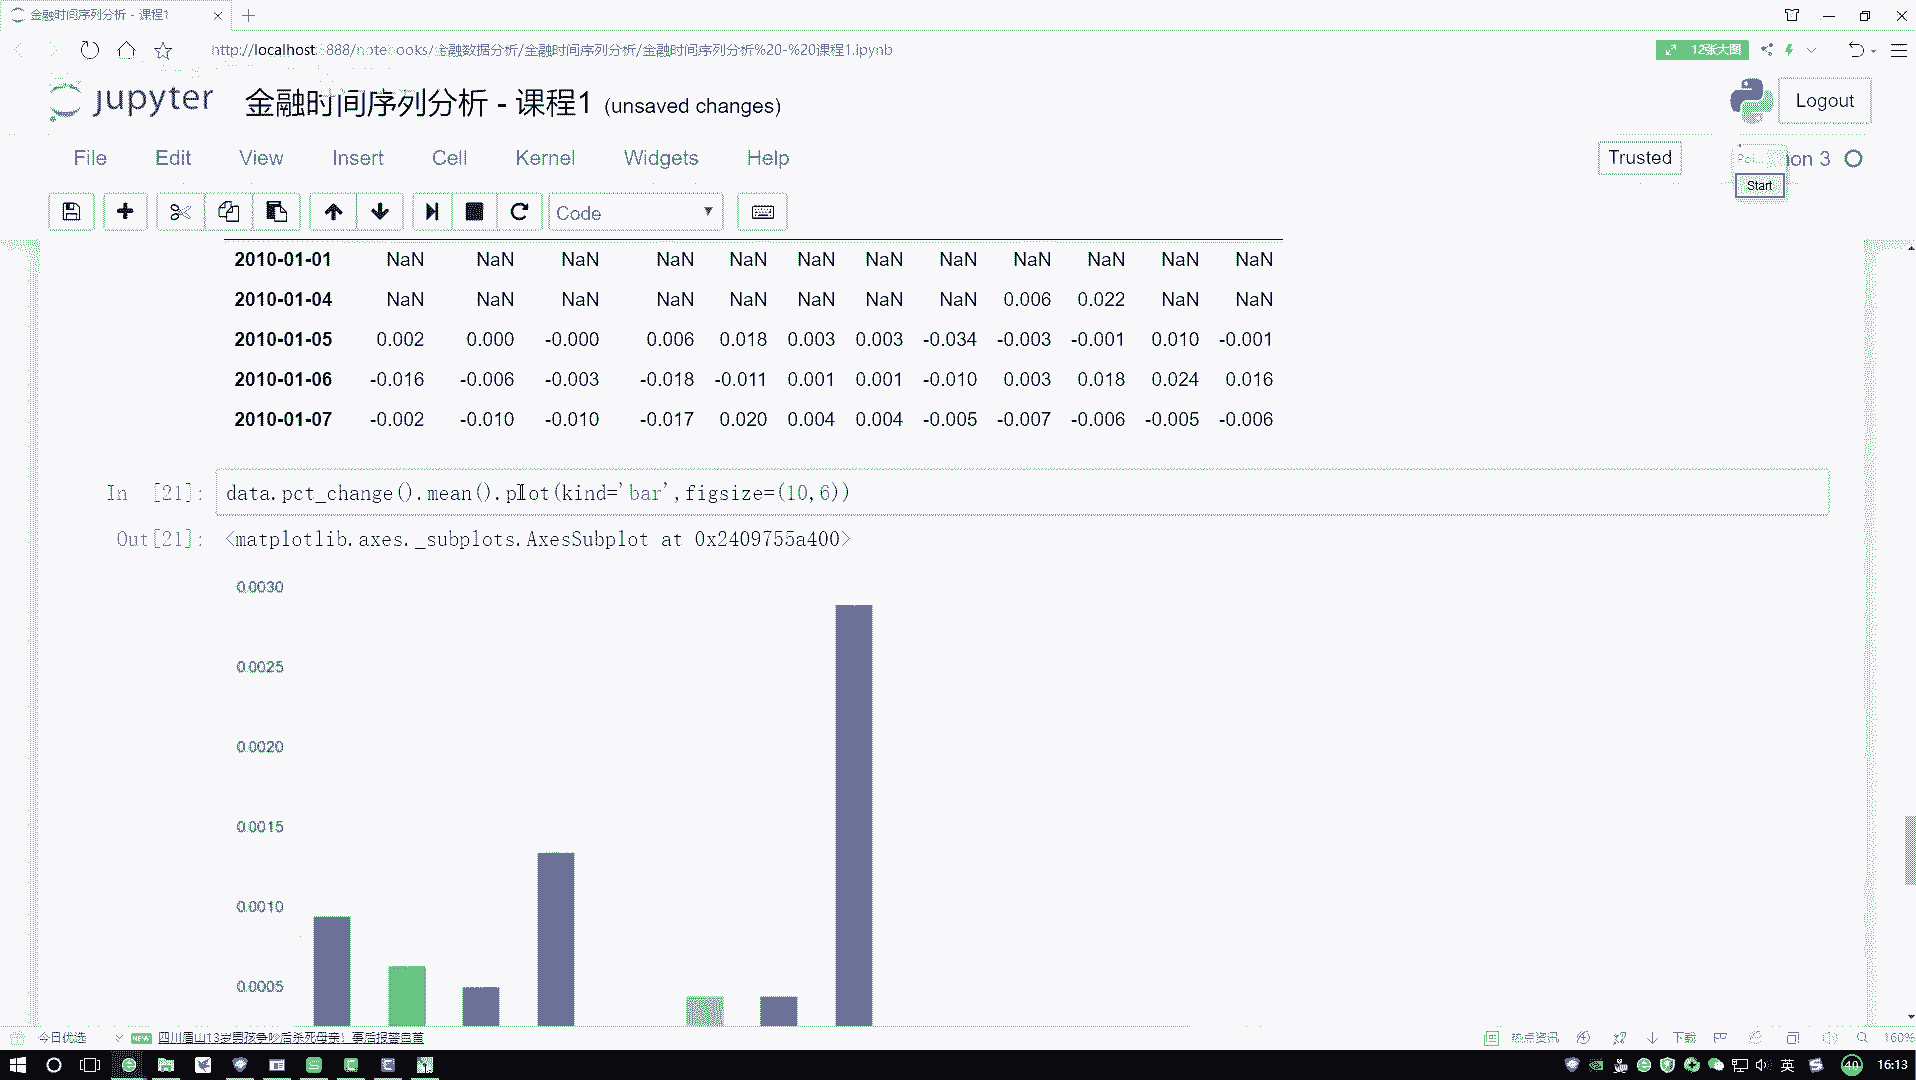 金融时间序列分析 - 课程1
http://localhost:8888/notebooks/金融数据分析/金融时间序列分析/金融时间序列分析%20-%20课程1.ipynb
12张大图
jupyter 金融时间序列分析 - 课程1 (unsaved changes)
Logout
File Edit View Insert Cell Kernel Widgets Help
Trusted
Start
Code
2010-01-01 NaN NaN NaN NaN NaN NaN NaN NaN NaN NaN NaN NaN
2010-01-04 NaN NaN NaN NaN NaN NaN NaN NaN 0.006 0.022 NaN NaN
2010-01-05 0.002 0.000 -0.000 0.006 0.018 0.003 0.003 -0.034 -0.003 -0.001 0.010 -0.001
2010-01-06 -0.016 -0.006 -0.003 -0.018 -0.011 0.001 0.001 -0.010 0.003 0.018 0.024 0.016
2010-01-07 -0.002 -0.010 -0.010 -0.017 0.020 0.004 0.004 -0.005 -0.007 -0.006 -0.005 -0.006
In [21]: data.pct_change().mean().plot(kind='bar',figsize=(10,6))
Out[21]: <matplotlib.axes._subplots.AxesSubplot at 0x2409755a400>
0.0030
0.0025
0.0020
0.0015
0.0010
0.0005
今日优选
NEW
四川眉山13岁男孩争吵后杀死母亲！事后报警自首
热点资讯
下载
160%
英
40
16:13